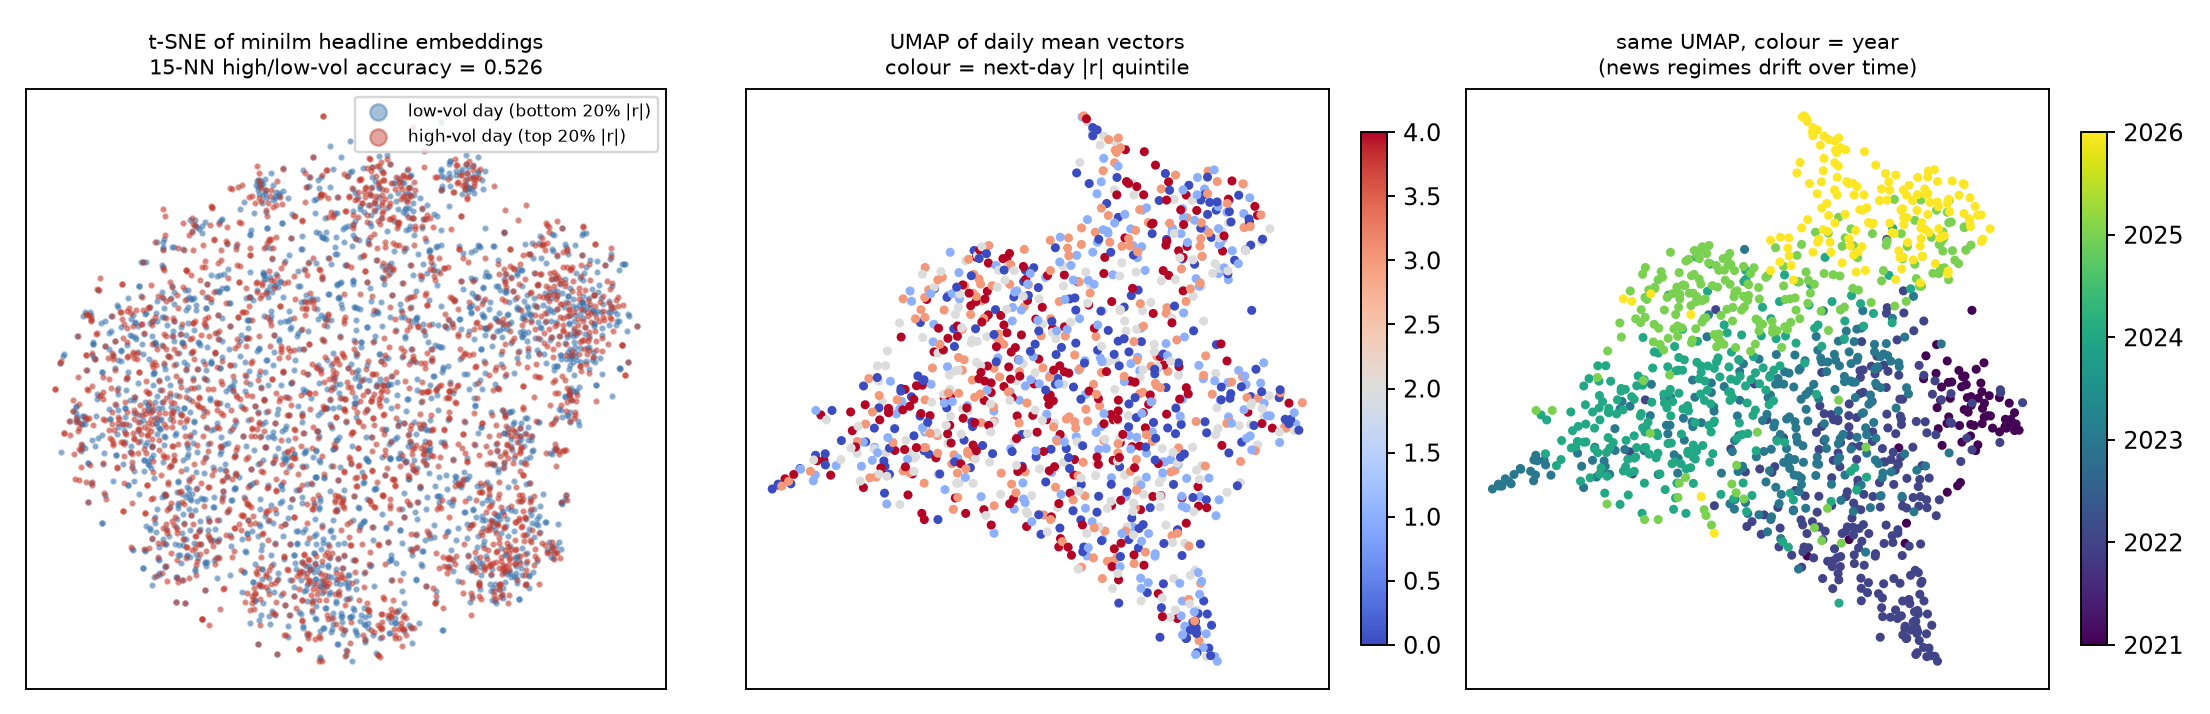 t-SNE of minilm headline embeddings
15-NN high/low-vol accuracy = 0.526
low-vol day (bottom 20% |r|)
high-vol day (top 20% |r|)
UMAP of daily mean vectors
colour = next-day |r| quintile
4.0
3.5
3.0
2.5
2.0
1.5
1.0
0.5
0.0
same UMAP, colour = year
(news regimes drift over time)
2026
2025
2024
2023
2022
2021